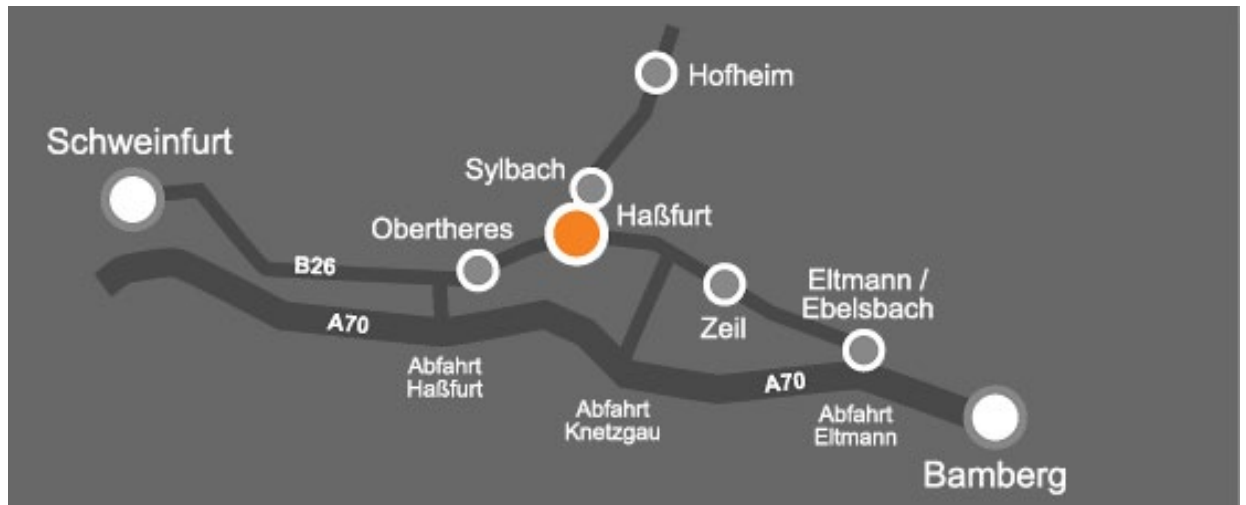 Hofheim
Schweinfurt
Sylbach
Haßfurt
Obertheres
B26
Eltmann /
Ebelsbach
A70
Zeil
Abfahrt
Haßfurt
A70
Abfahrt
Knetzgau
Abfahrt
Eltmann
Bamberg